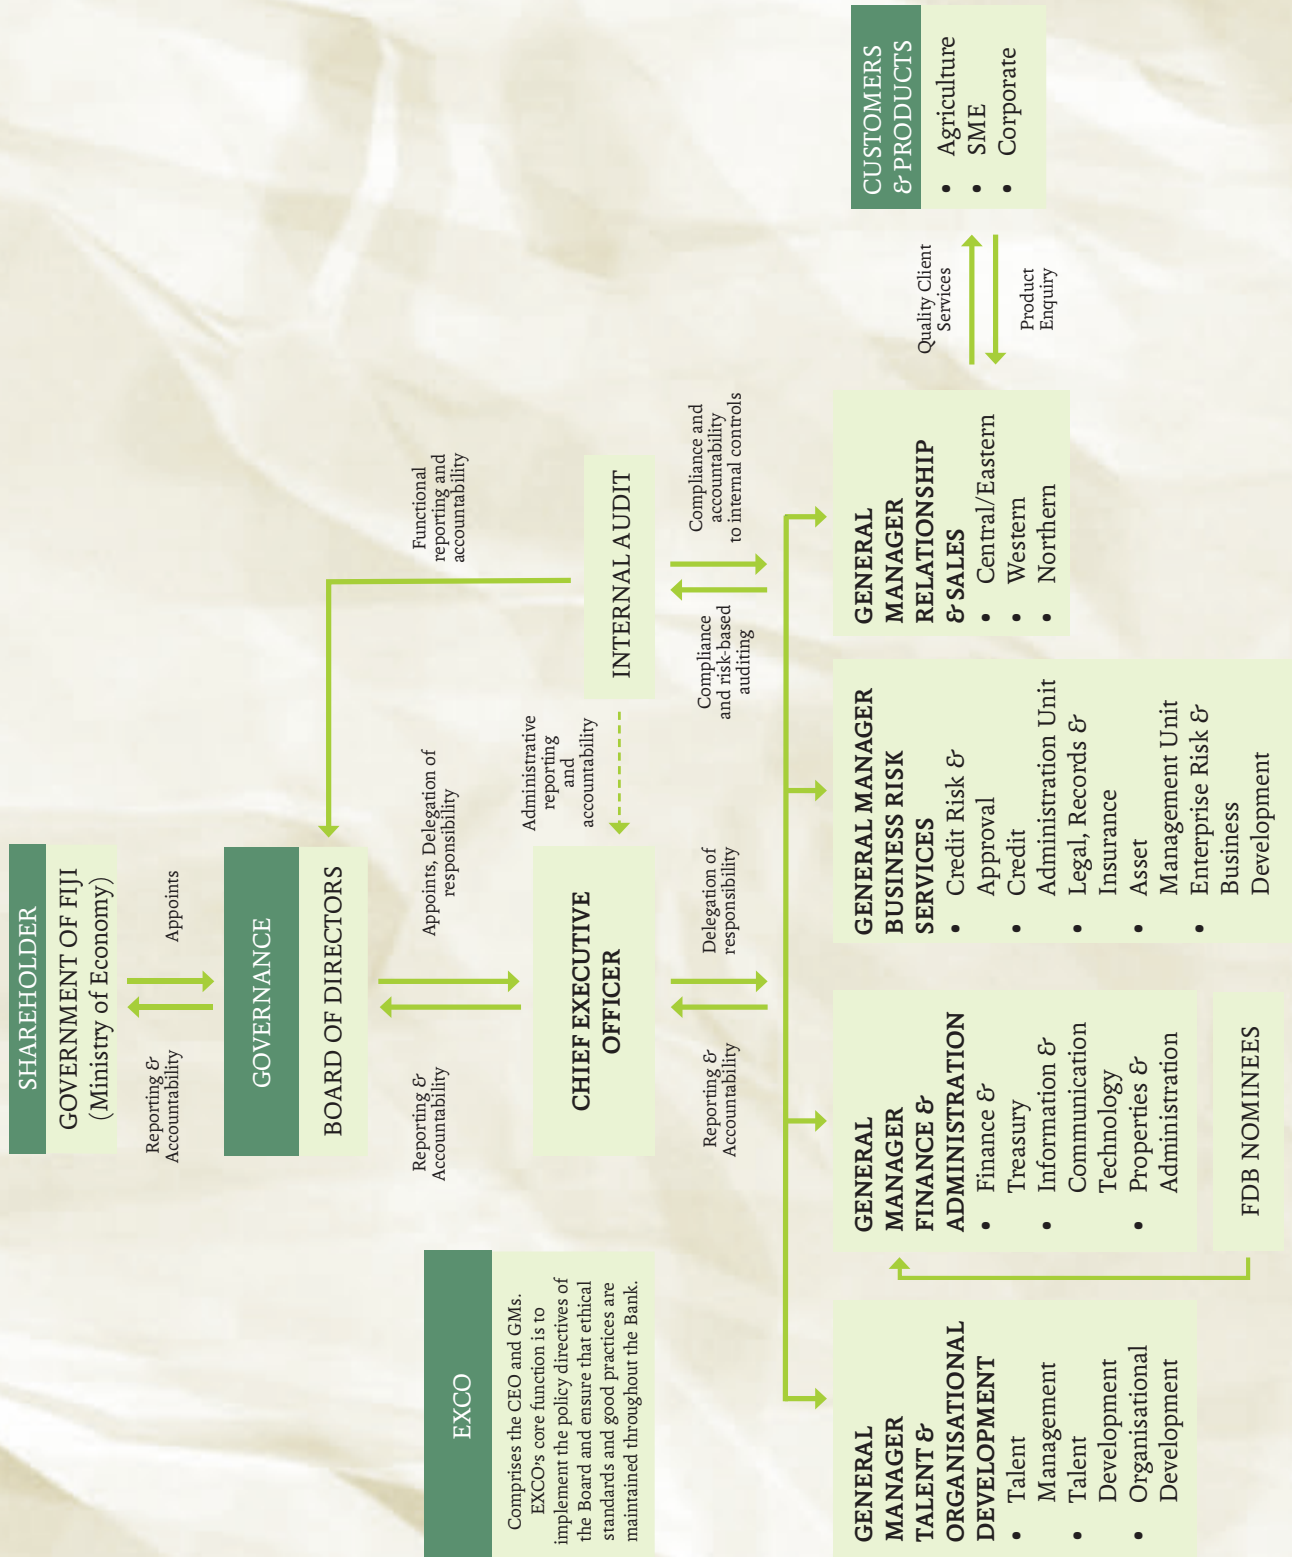 SHAREHOLDER
GOVERNMENT OF FIJI
(Ministry of Economy)
Reporting &
Accountability
Appoints
GOVERNANCE
BOARD OF DIRECTORS
Reporting &
Accountability
Appoints, Delegation of
responsibility
Functional
reporting and
accountability
EXCO
Comprises the CEO and GMs.
EXCO's core function is to
implement the policy directives of
the Board and ensure that ethical
standards and good practices are
maintained throughout the Bank.
CHIEF EXECUTIVE
OFFICER
Administrative
reporting
and
accountability
INTERNAL AUDIT
Reporting &
Accountability
Delegation of
responsibility
Compliance
and risk-based
auditing
Compliance and
accountability
to internal controls
GENERAL
MANAGER
TALENT &
ORGANISATIONAL
DEVELOPMENT
• Talent
Management
• Talent
Development
• Organisational
Development
GENERAL
MANAGER
FINANCE &
ADMINISTRATION
• Finance &
Treasury
• Information &
Communication
Technology
• Properties &
Administration
FDB NOMINEES
GENERAL MANAGER
BUSINESS RISK
SERVICES
• Credit Risk &
Approval
• Credit
Administration Unit
• Legal, Records &
Insurance
• Asset
Management Unit
• Enterprise Risk &
Business
Development
GENERAL
MANAGER
RELATIONSHIP
& SALES
• Central/Eastern
• Western
• Northern
Quality Client
Services
Product
Enquiry
CUSTOMERS
& PRODUCTS
• Agriculture
• SME
• Corporate